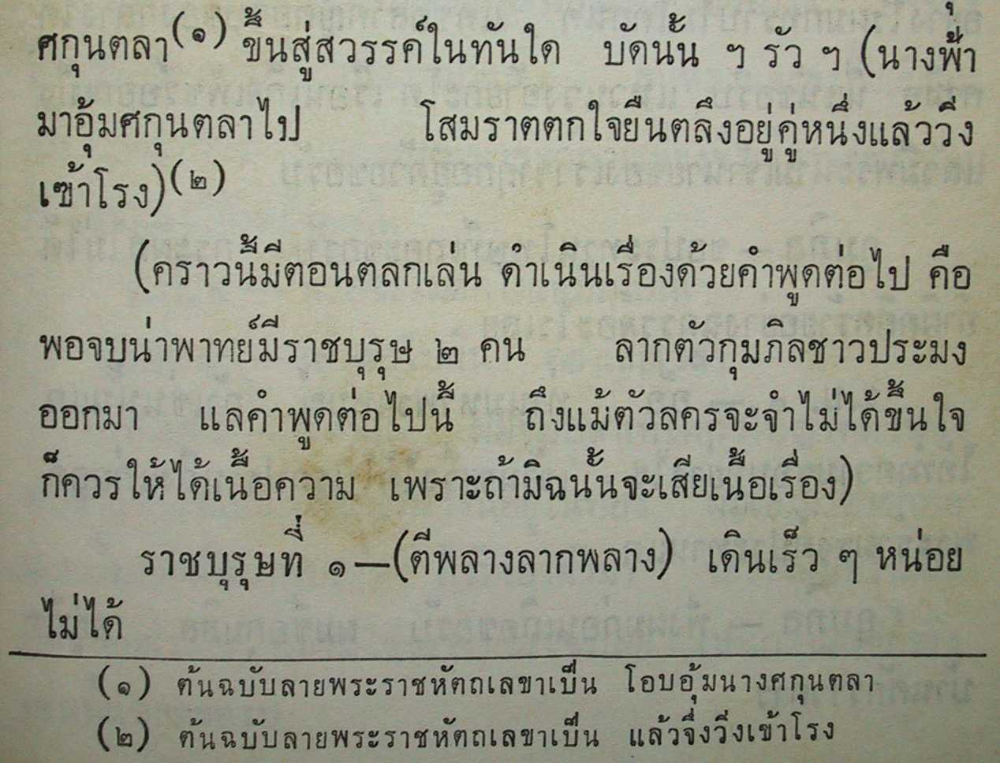 ศกุนตลา(๑) ขึ้นสู่สวรรค์ในทันใด บัดนั้น ฯ รัว ฯ (นางฟ้า
มาอุ้มศกุนตลาไป โสมราตตกใจยืนตลึงอยู่คู่หนึ่งแล้ววิ่ง
เข้าโรง)(๒)
(คราวนี้มีตอนตลกเล่น ดำเนินเรื่องด้วยคำพูดต่อไป คือ
พอจบน่าพาทย์มีราชบุรุษ ๒ คน ลากตัวกุมภิลชาวประมง
ออกมา แลคำพูดต่อไปนี้ ถึงแม้ตัวลครจะจำไม่ได้ขึ้นใจ
ก็ควรให้ได้เนื้อความ เพราะถ้ามิฉนั้นจะเสียเนื้อเรื่อง)
ราชบุรุษที่ ๑—(ตีพลางลากพลาง) เดินเร็ว ๆ หน่อย
ไม่ได้
(๑) ต้นฉบับลายพระราชหัตถเลขาเป็น โอบอุ้มนางศกุนตลา
(๒) ต้นฉบับลายพระราชหัตถเลขาเป็น แล้วจึ่งวิ่งเข้าโรง